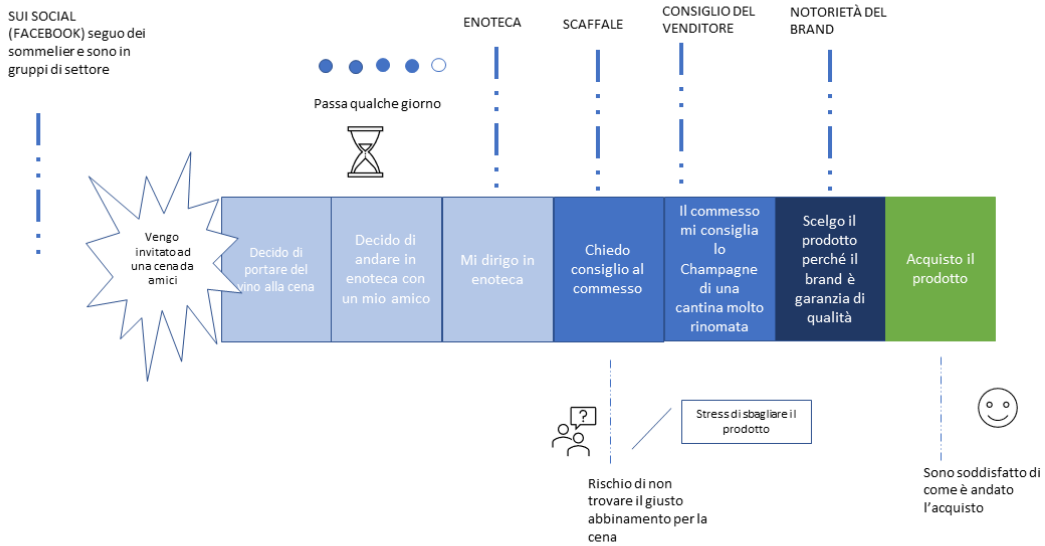 SUI SOCIAL
(FACEBOOK) seguo dei
sommelier e sono in
gruppi di settore
Passa qualche giorno
ENOTECA
SCAFFALE
CONSIGLIO DEL
VENDITORE
NOTORIETÀ DEL
BRAND
Vengo
invitato ad
una cena da
amici
Decido di
portare del
vino alla cena
Decido di
andare in
enoteca con
un mio amico
Mi dirigo in
enoteca
Chiedo
consiglio al
commesso
Il commesso
mi consiglia
lo
Champagne
di una
cantina molto
rinomata
Scelgo il
prodotto
perché il
brand è
garanzia di
qualità
Acquisto il
prodotto
?
Stress di sbagliare il
prodotto
Rischio di non
trovare il giusto
abbinamento per la
cena
Sono soddisfatto di
come è andato
l'acquisto